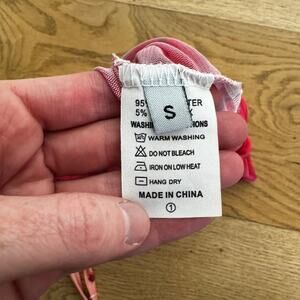 S
95
5%
WARM WASHING
DO NOT BLEACH
IRON ON LOW HEAT
HANG DRY
MADE IN CHINA
1